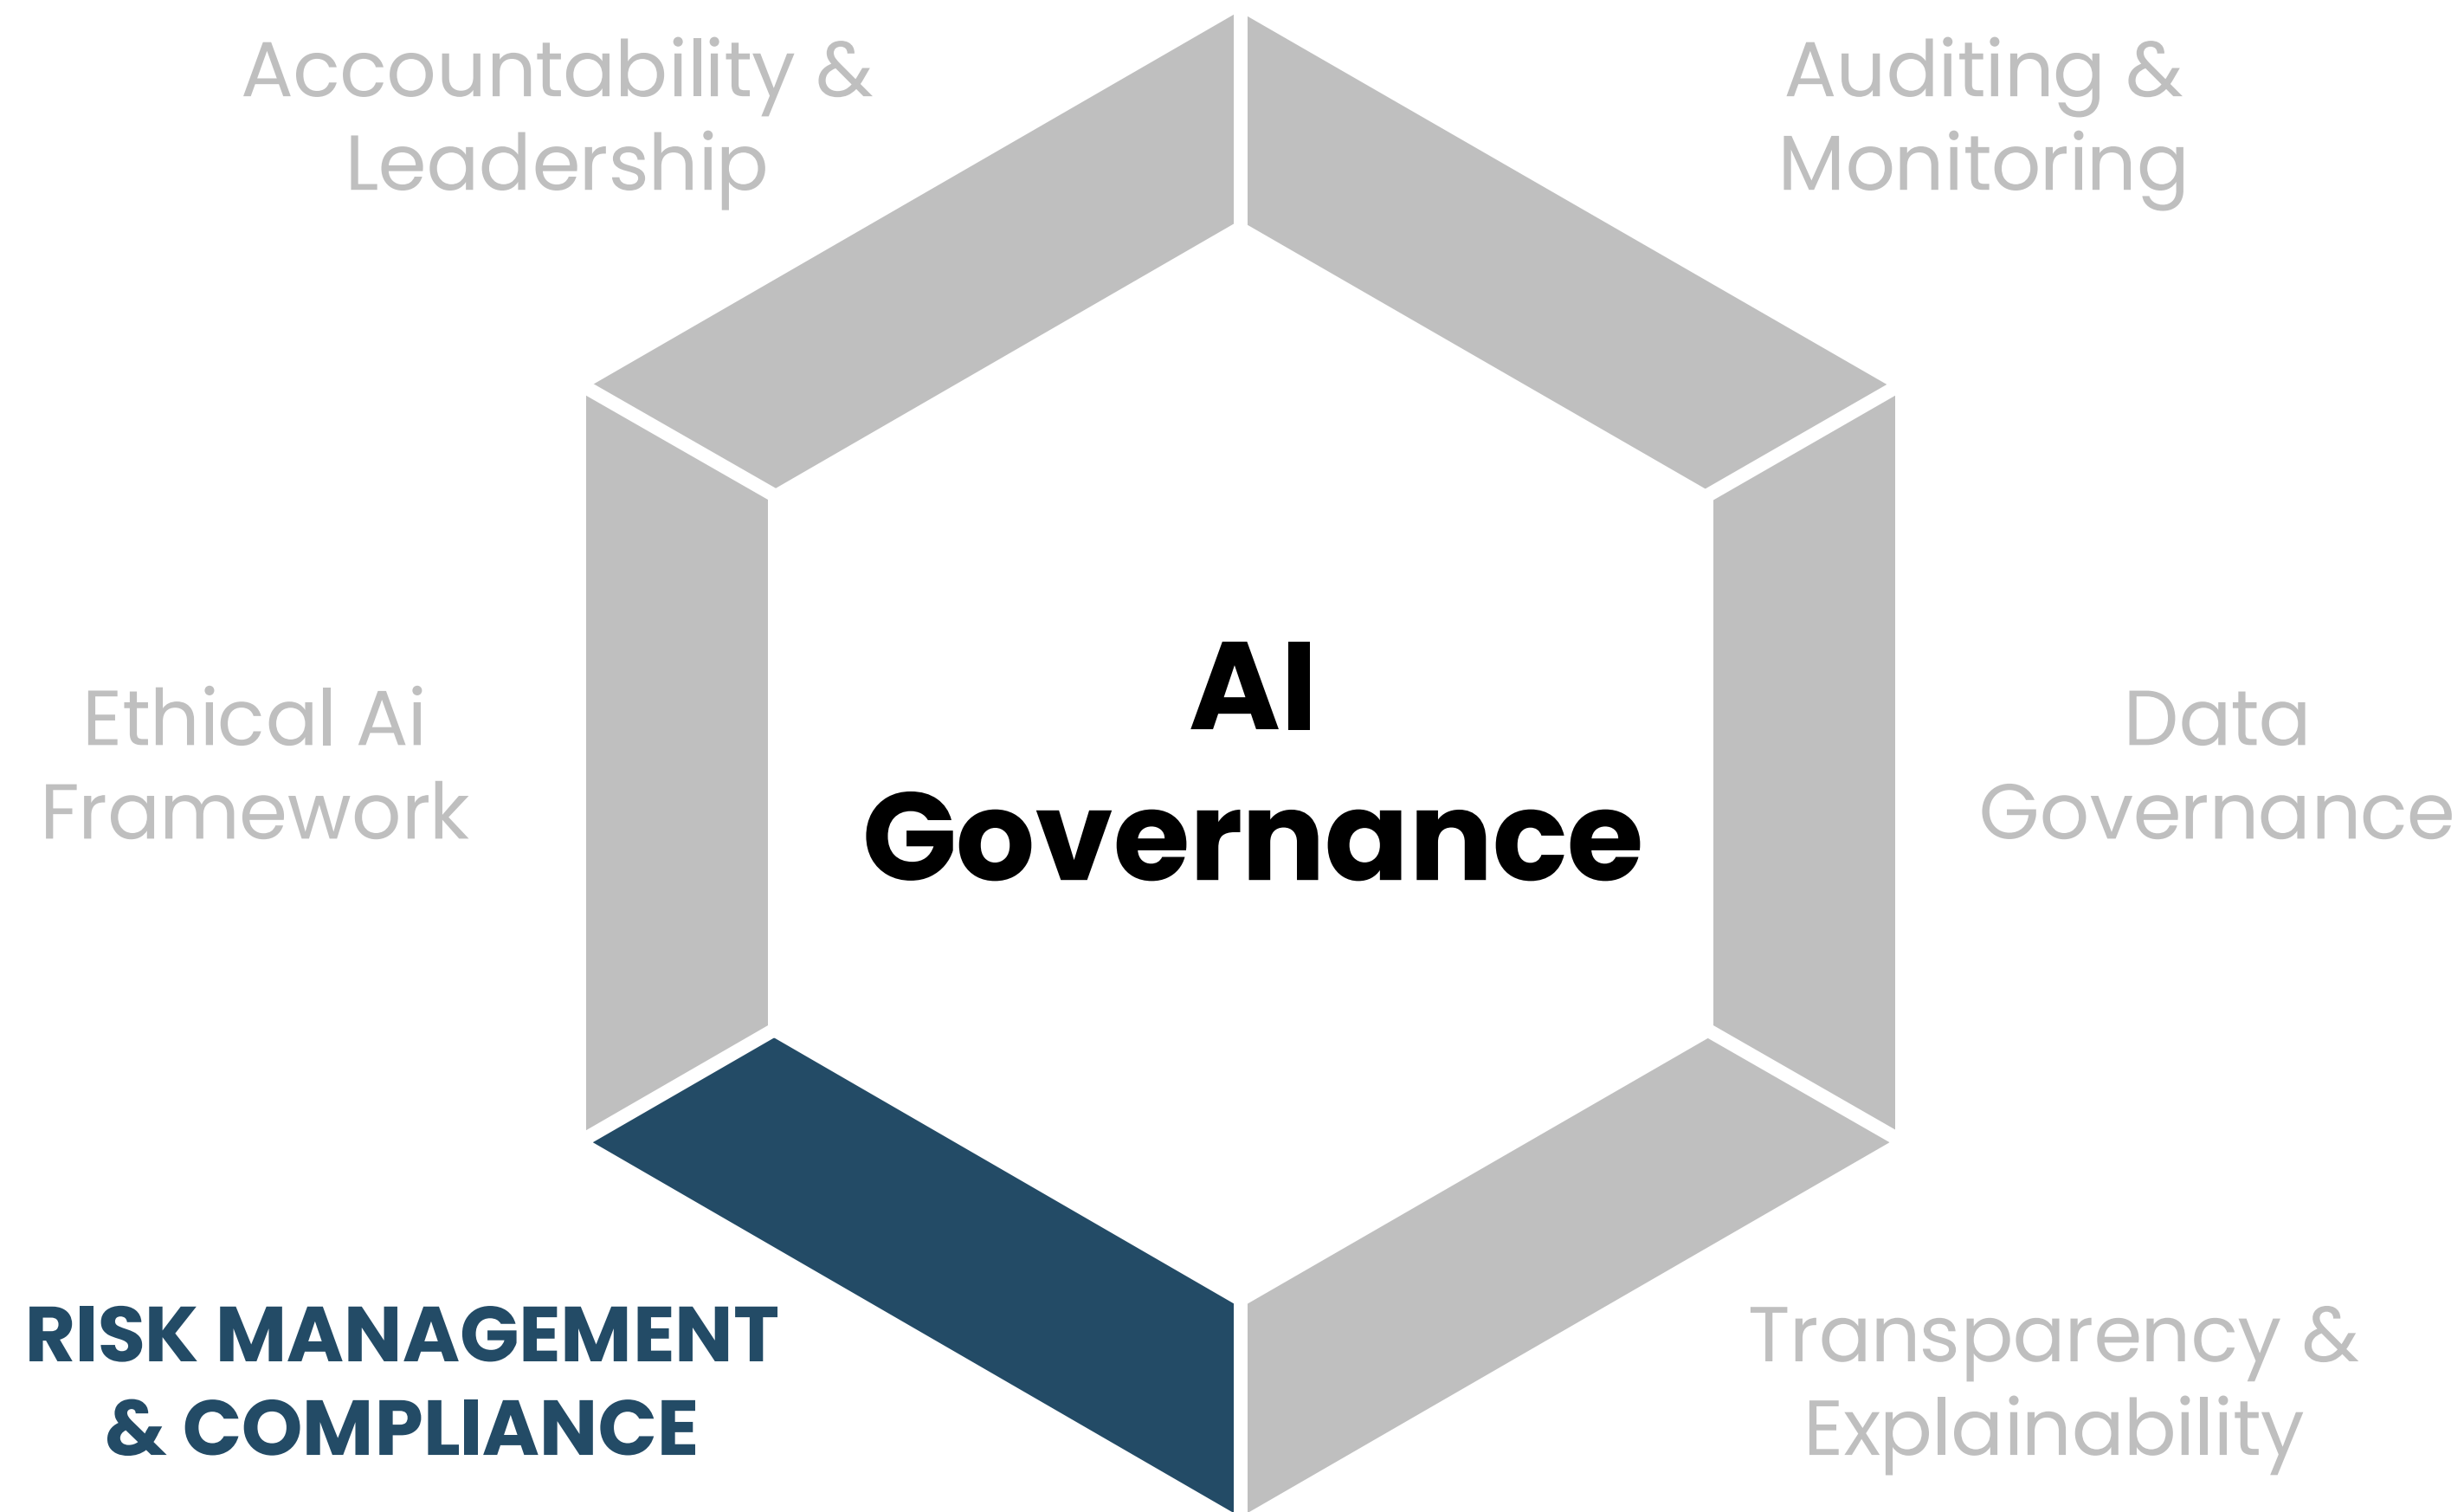 Accountability &
Leadership
Auditing &
Monitoring
AI
Governance
Ethical Ai
Framework
Data
Governance
RISK MANAGEMENT
& COMPLIANCE
Transparency &
Explainability